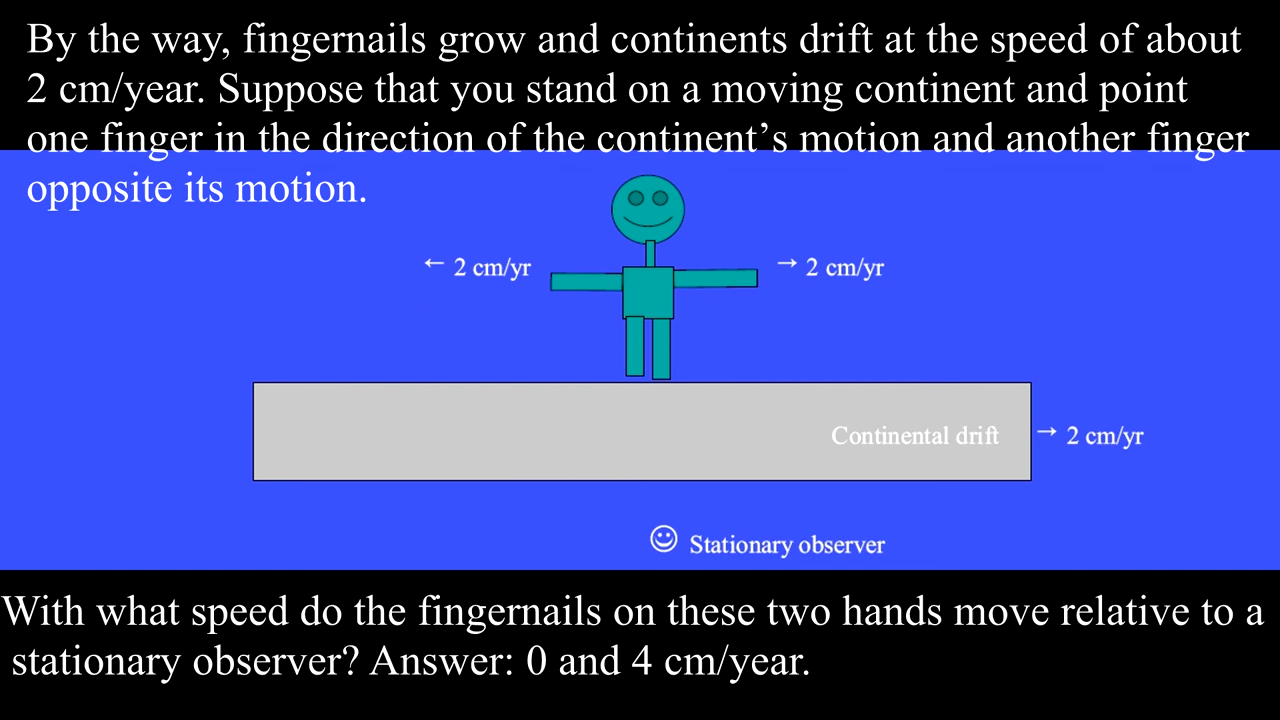 By the way, fingernails grow and continents drift at the speed of about
2 cm/year. Suppose that you stand on a moving continent and point
one finger in the direction of the continent’s motion and another finger
opposite its motion.
← 2 cm/yr
→ 2 cm/yr
Continental drift
→ 2 cm/yr
☺ Stationary observer
With what speed do the fingernails on these two hands move relative to a
stationary observer? Answer: 0 and 4 cm/year.